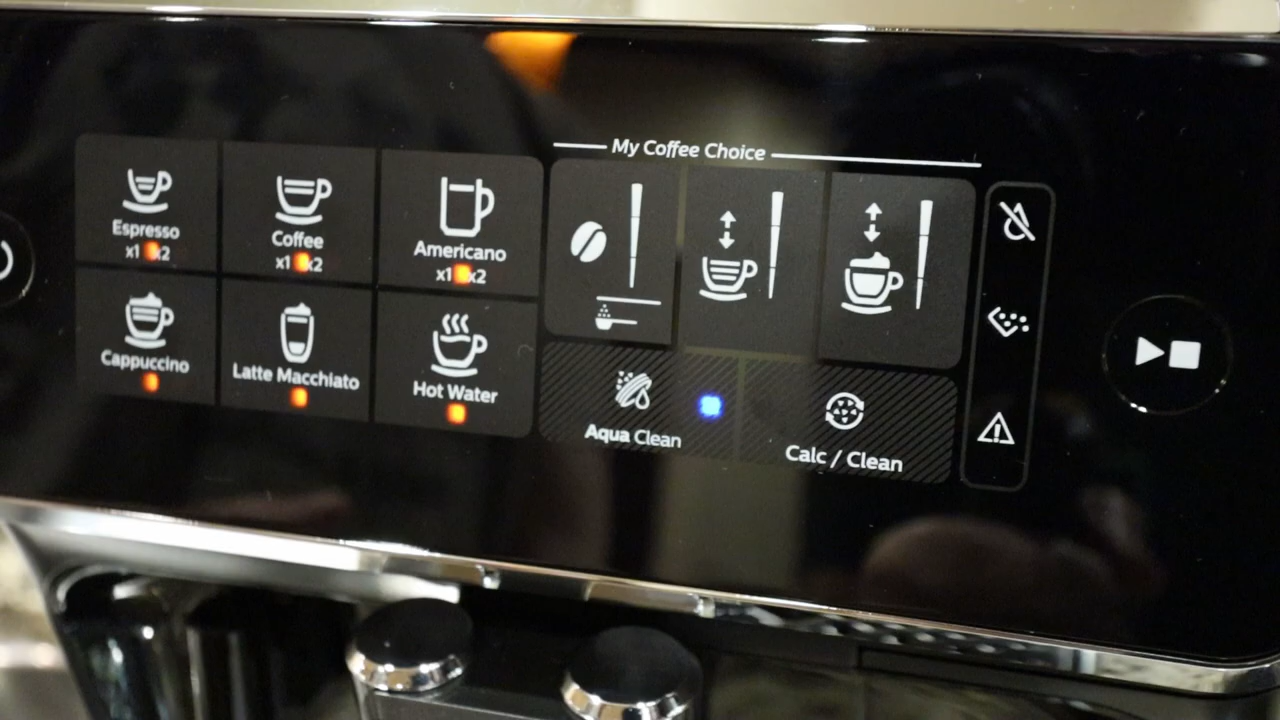 My Coffee Choice
Espresso
x1 x2
Coffee
x1 x2
Americano
x1 x2
Cappuccino
Latte Macchiato
Hot Water
Aqua Clean
Calc / Clean